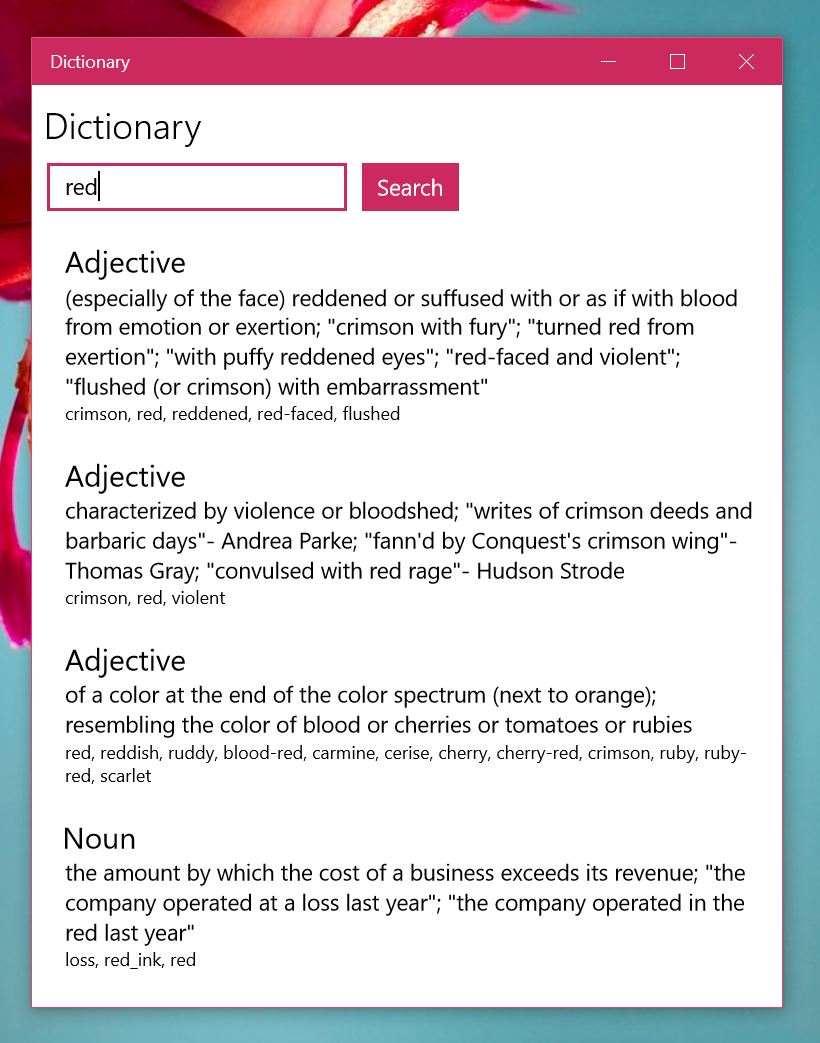 Dictionary
Dictionary
red
Search
Adjective
(especially of the face) reddened or suffused with or as if with blood
from emotion or exertion; "crimson with fury"; "turned red from
exertion"; "with puffy reddened eyes"; "red-faced and violent";
"flushed (or crimson) with embarrassment"
crimson, red, reddened, red-faced, flushed
Adjective
characterized by violence or bloodshed; "writes of crimson deeds and
barbaric days"- Andrea Parke; "fann'd by Conquest's crimson wing"-
Thomas Gray; "convulsed with red rage"- Hudson Strode
crimson, red, violent
Adjective
of a color at the end of the color spectrum (next to orange);
resembling the color of blood or cherries or tomatoes or rubies
red, reddish, ruddy, blood-red, carmine, cerise, cherry, cherry-red, crimson, ruby, ruby-
red, scarlet
Noun
the amount by which the cost of a business exceeds its revenue; "the
company operated at a loss last year"; "the company operated in the
red last year"
loss, red_ink, red